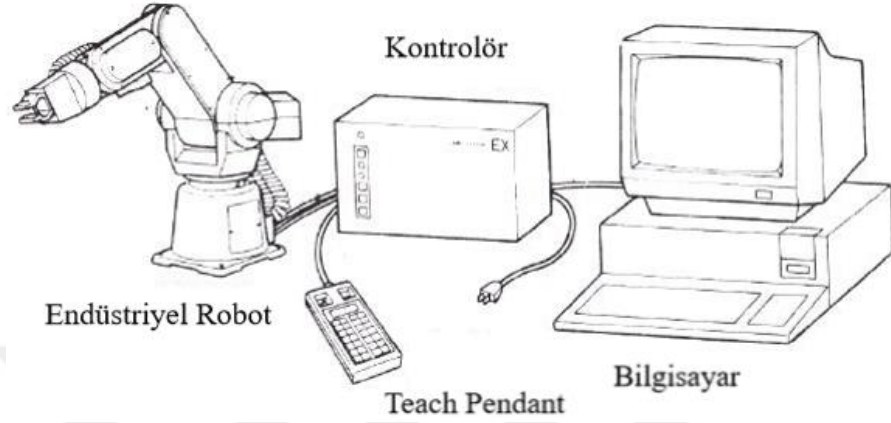 Kontrolör
EX
Endüstriyel Robot
Teach Pendant
Bilgisayar